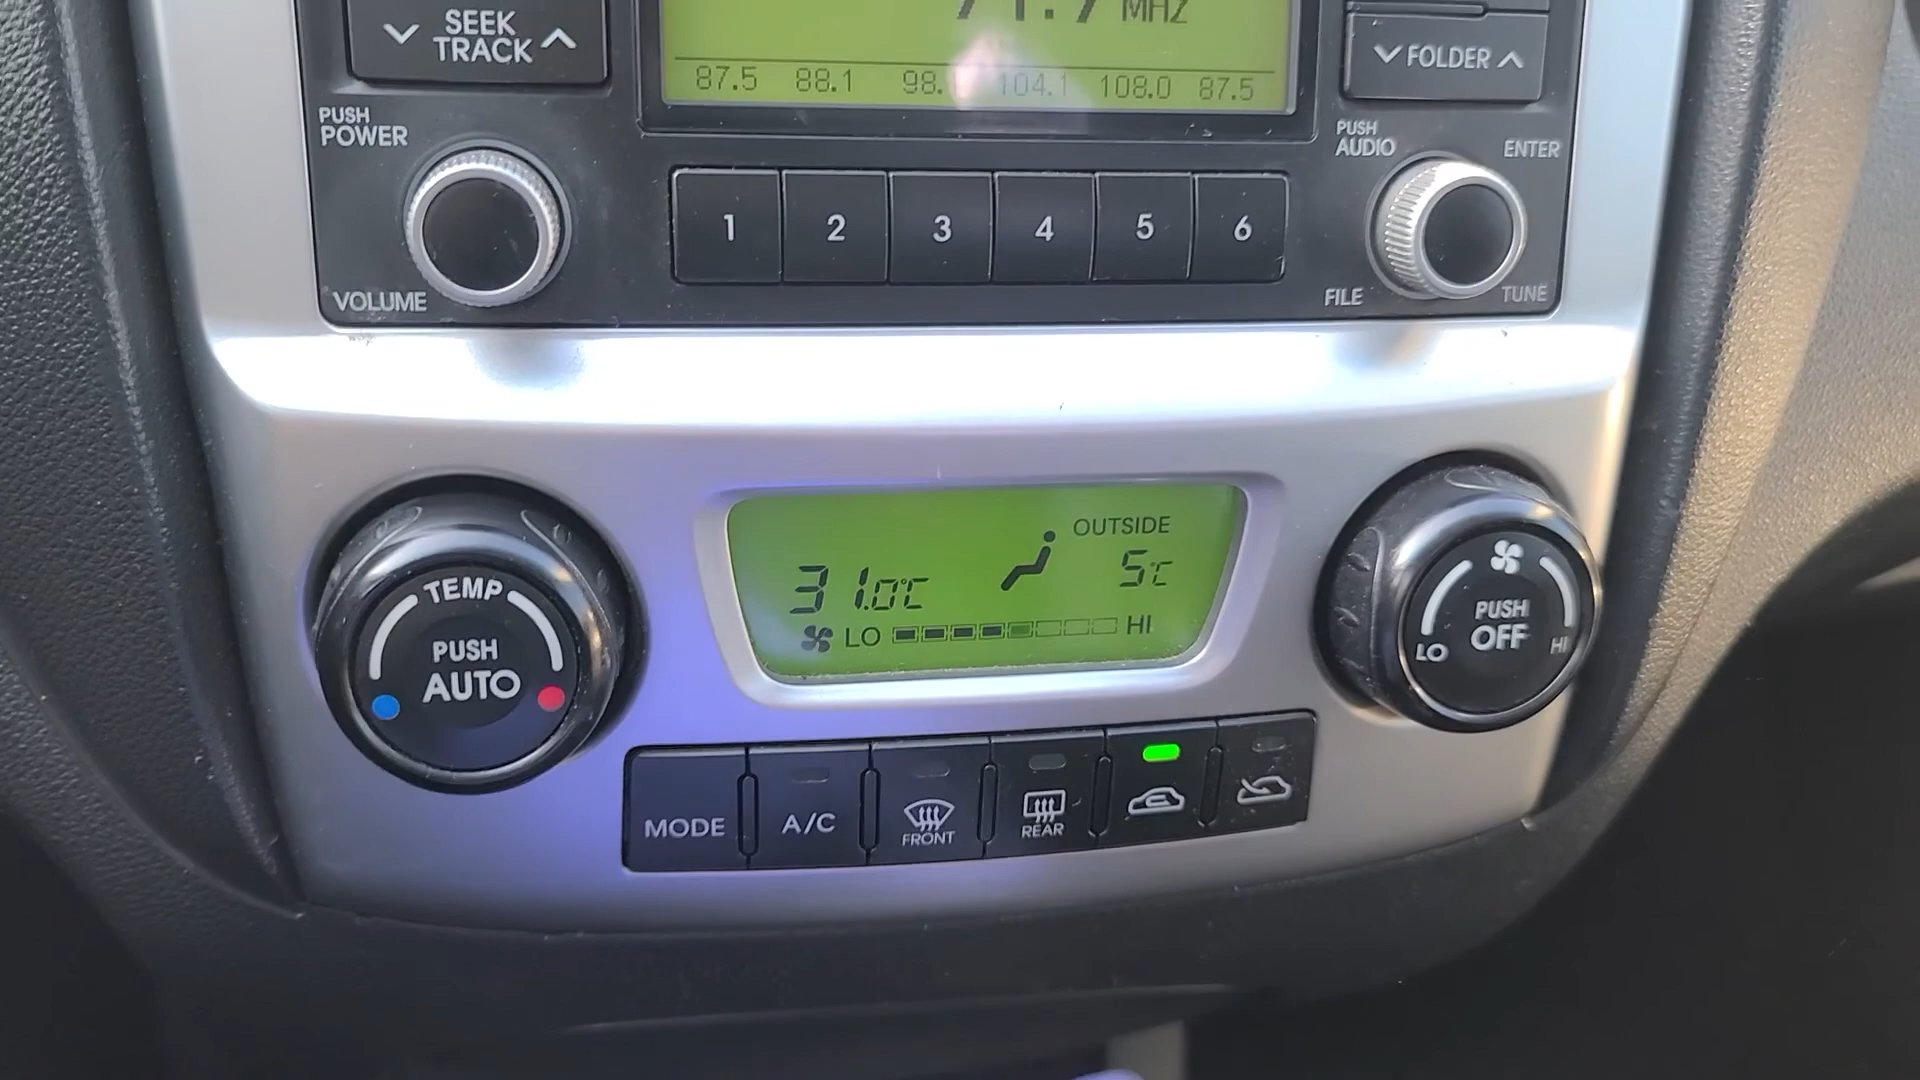 SEEK
TRACK
MHZ
87.5 88.1 104.1 108.0 87.5
FOLDER
PUSH
POWER
VOLUME
1 2 3 4 5 6
PUSH
AUDIO
ENTER
FILE
TUNE
TEMP
PUSH
AUTO
OUTSIDE
31.0℃
5℃
LO HI
PUSH
OFF
LO HI
MODE
A/C
FRONT
REAR